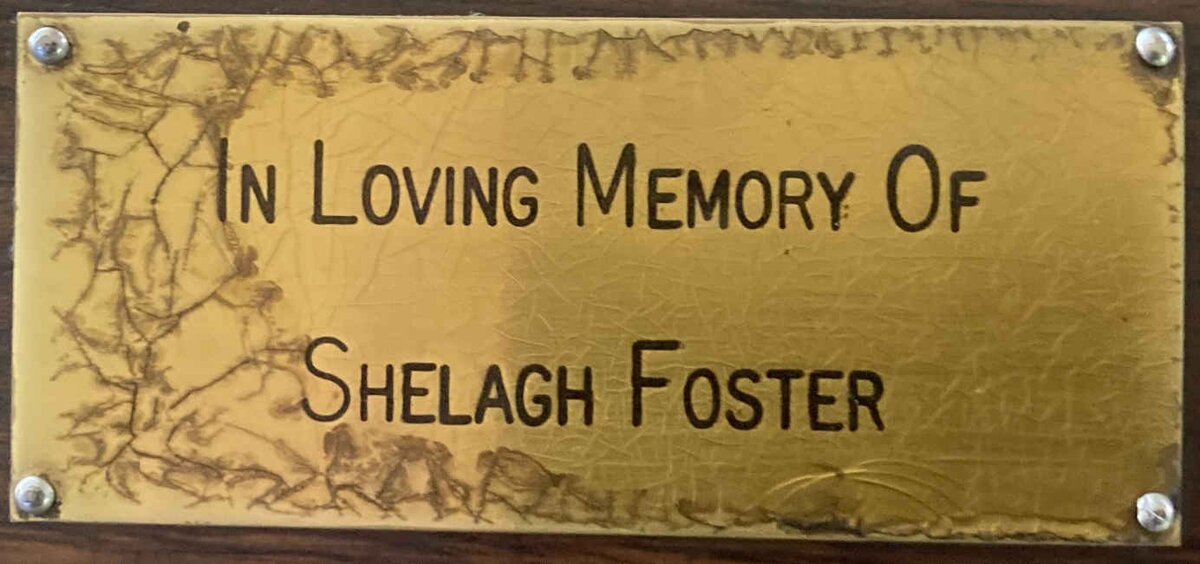 In Loving Memory Of
Shelagh Foster